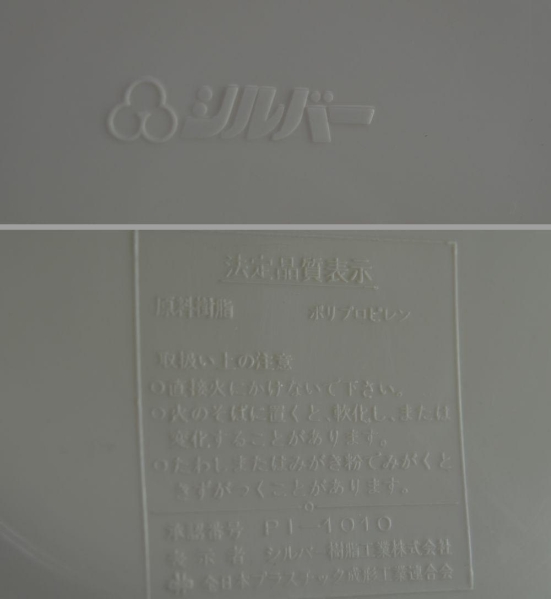 シルバー
法定品質表示
原料樹脂 ポリプロピレン
取扱い上の注意
○直接火にかけないで下さい。
○火のそばに置くと、軟化し、または
変化することがあります。
○たわしまたはみがき粉でみがくと
きずがつくことがあります。
承認番号 PI-4010
表示者 シルバー樹脂工業株式会社
全日本プラスチック成形工業連合会